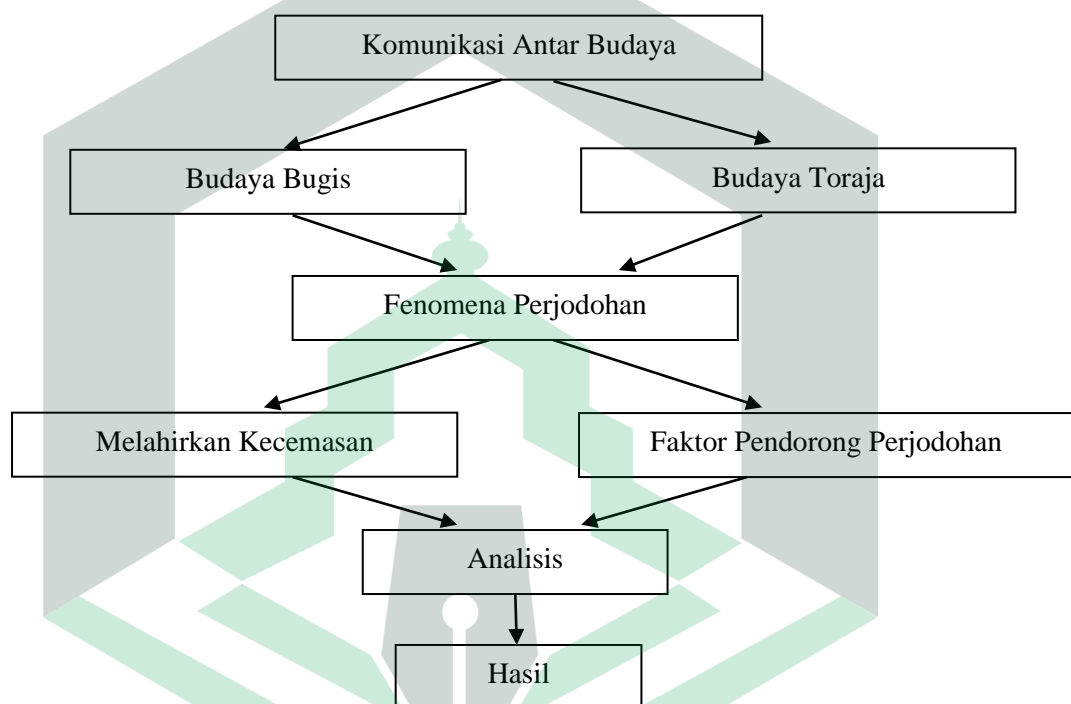 Komunikasi Antar Budaya
Budaya Bugis
Budaya Toraja
Fenomena Perjodohan
Melahirkan Kecemasan
Faktor Pendorong Perjodohan
Analisis
Hasil